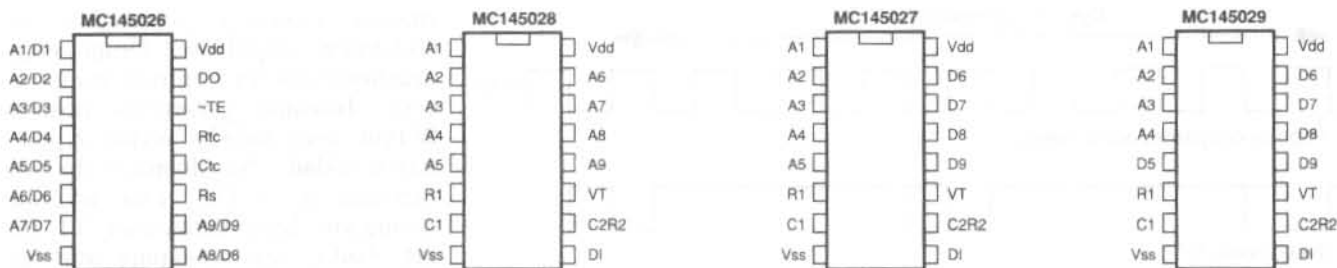 MC145026 MC145028 MC145027 MC145029
A1/D1 Vdd A1 Vdd A1 Vdd A1 Vdd
A2/D2 DO A2 A6 A2 D6 A2 D6
A3/D3 ~TE A3 A7 A3 D7 A3 D7
A4/D4 Rtc A4 A8 A4 D8 A4 D8
A5/D5 Ctc A5 A9 A5 D9 D5 D9
A6/D6 Rs R1 VT R1 VT R1 VT
A7/D7 A9/D9 C1 C2R2 C1 C2R2 C1 C2R2
Vss A8/D8 Vss DI Vss DI Vss DI